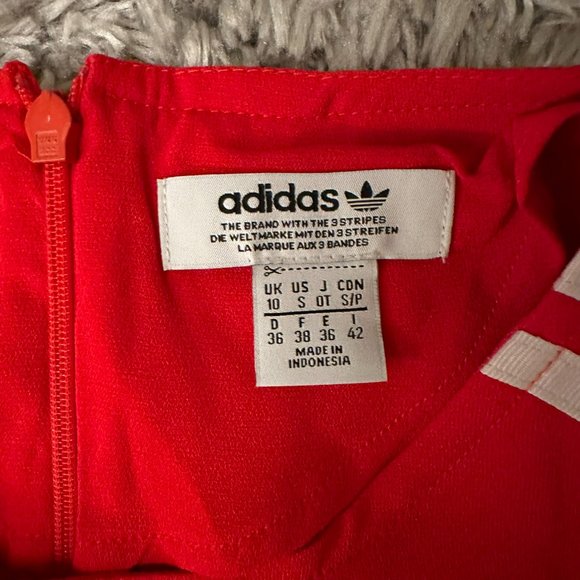 adidas
THE BRAND WITH THE 3 STRIPES
DIE WELTMARKE MIT DEN 3 STREIFEN
LA MARQUE AUX 3 BANDES
UK US J CDN
10 S OT S/P
D F E I
36 38 36 42
MADE IN
INDONESIA